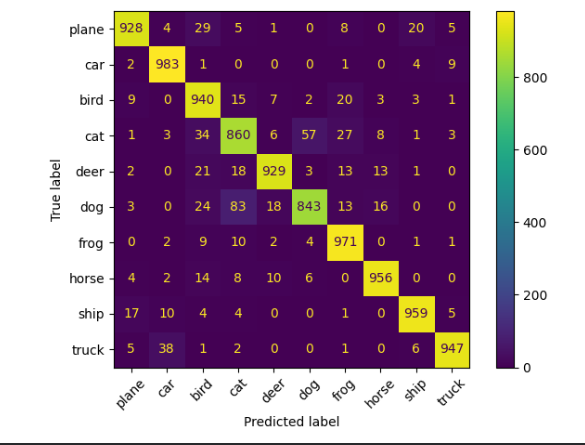 plane 928 4 29 5 1 0 8 0 20 5
car 2 983 1 0 0 0 1 0 4 9
bird 9 0 940 15 7 2 20 3 3 1
cat 1 3 34 860 6 57 27 8 1 3
deer 2 0 21 18 929 3 13 13 1 0
dog 3 0 24 83 18 843 13 16 0 0
frog 0 2 9 10 2 4 971 0 1 1
horse 4 2 14 8 10 6 0 956 0 0
ship 17 10 4 4 0 0 1 0 959 5
truck 5 38 1 2 0 0 1 0 6 947
plane car bird cat deer dog frog horse ship truck
Predicted label
True label
800
600
400
200
0